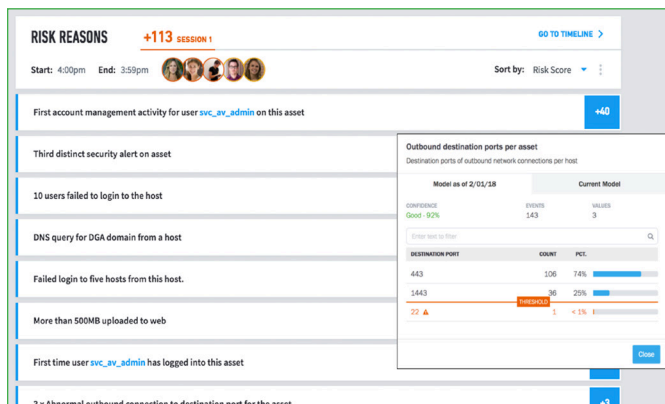 RISK REASONS
+113 SESSION 1
GO TO TIMELINE >
Start: 4:00pm End: 3:59pm
Sort by: Risk Score
First account management activity for user svc_av_admin on this asset
+40
Third distinct security alert on asset
10 users failed to login to the host
DNS query for DGA domain from a host
Failed login to five hosts from this host.
More than 500MB uploaded to web
First time user svc_av_admin has logged into this asset
+3
Outbound destination ports per asset
Destination ports of outbound network connections per host
Model as of 2/01/18
Current Model
CONFIDENCE EVENTS VALUES
Good - 92% 143 3
Enter text to filter
DESTINATION PORT COUNT PCT.
443 106 74%
1443 36 25%
THRESHOLD
22 1 < 1%
Close